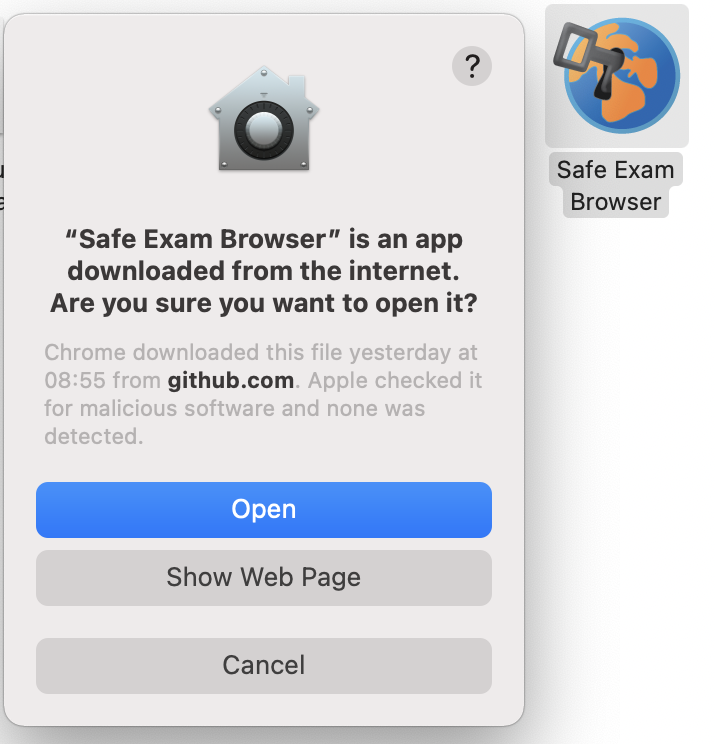 ?
“Safe Exam Browser” is an app
downloaded from the internet.
Are you sure you want to open it?
Chrome downloaded this file yesterday at
08:55 from github.com. Apple checked it
for malicious software and none was
detected.
Open
Show Web Page
Cancel
Safe Exam
Browser